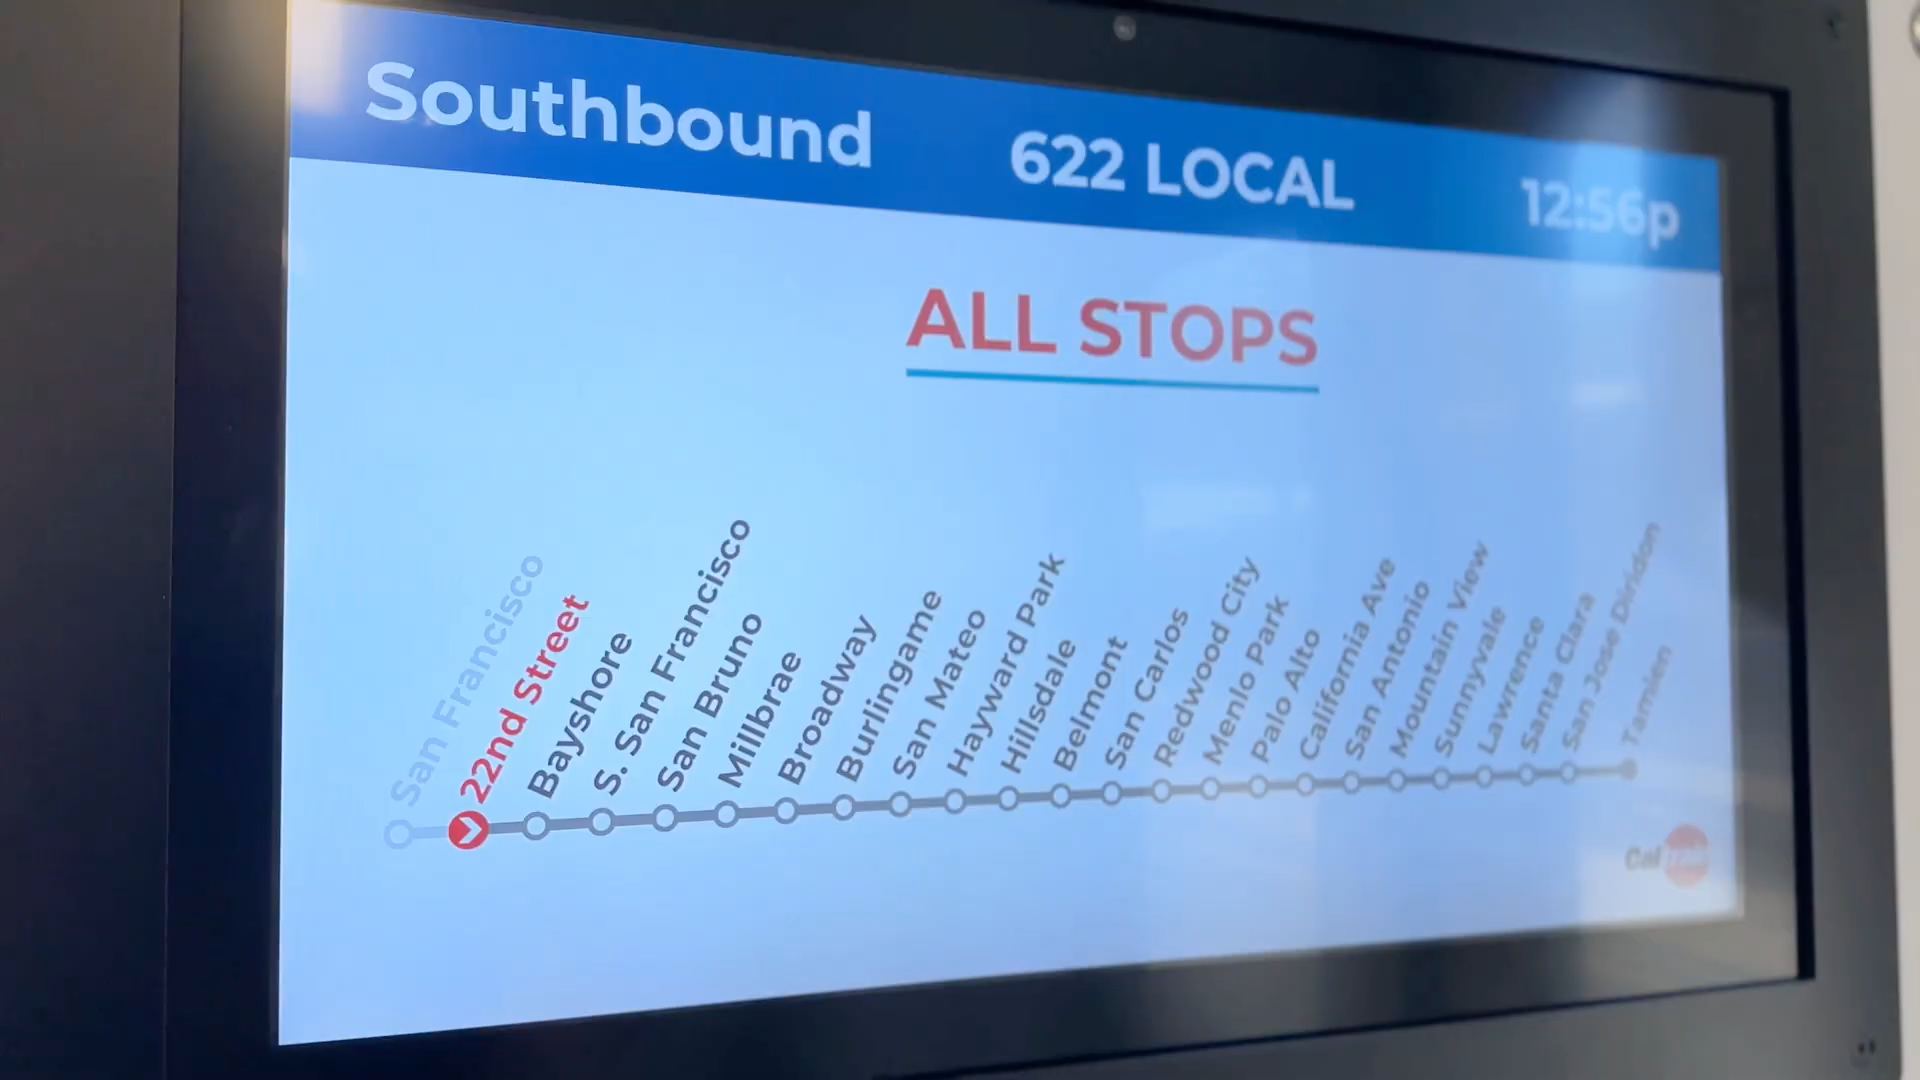 Southbound
622 LOCAL
12:56p
ALL STOPS
San Francisco
22nd Street
Bayshore
S. San Francisco
San Bruno
Millbrae
Broadway
Burlingame
San Mateo
Hayward Park
Hillsdale
Belmont
San Carlos
Redwood City
Menlo Park
Palo Alto
California Ave
San Antonio
Mountain View
Sunnyvale
Lawrence
Santa Clara
San Jose Diridon
Tamien
Cal